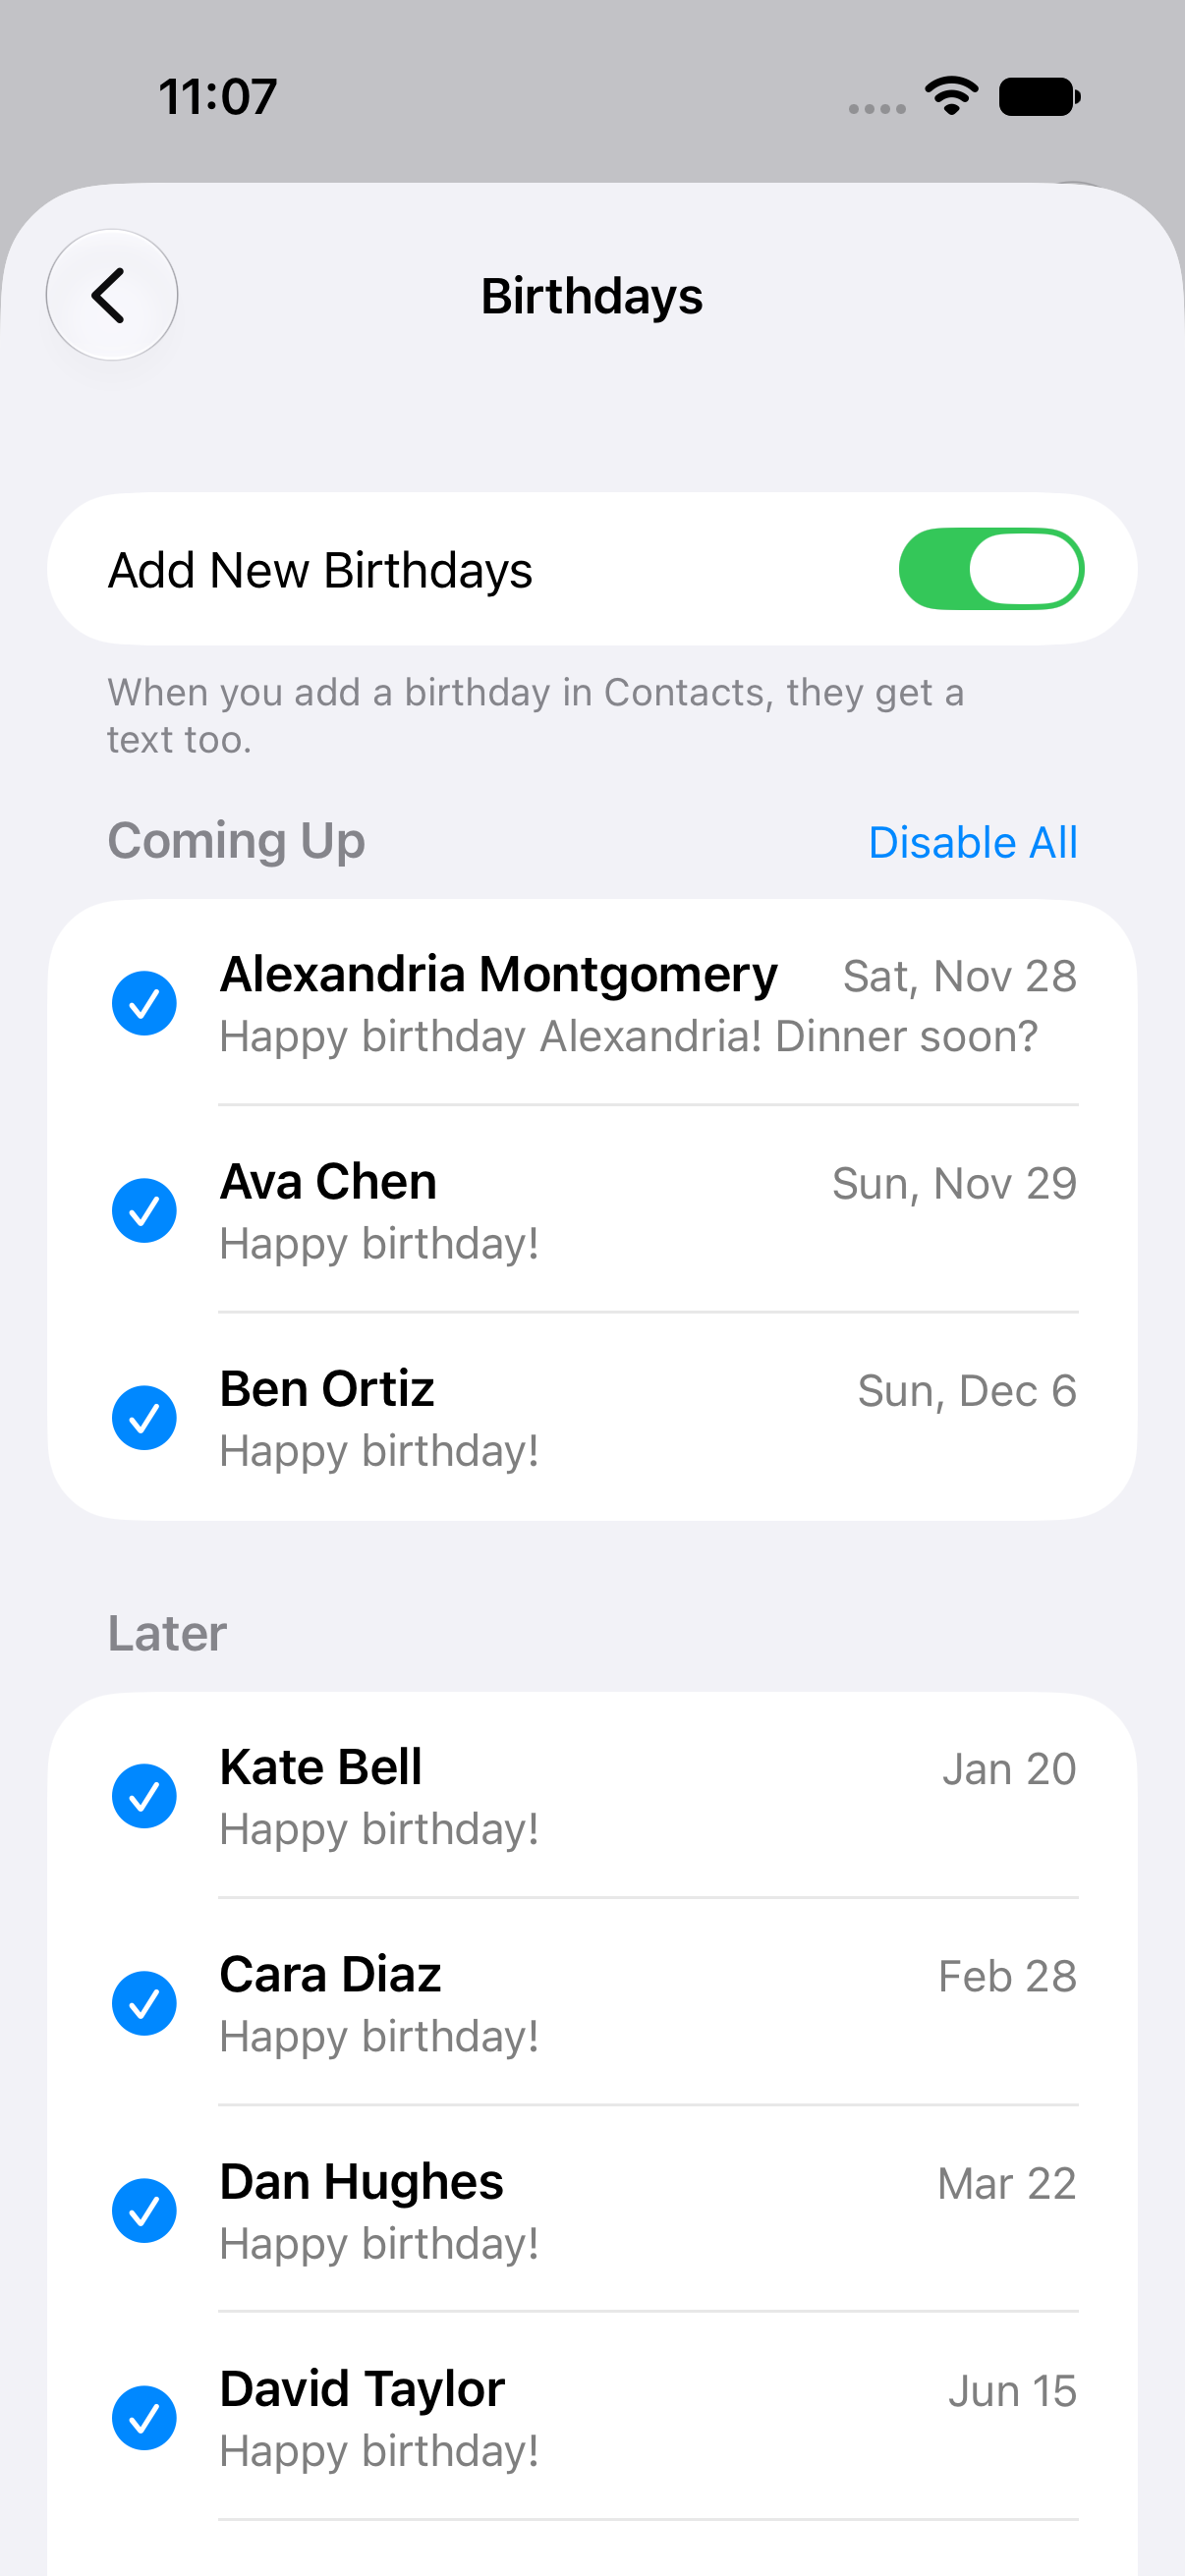 11:07
Birthdays
Add New Birthdays
When you add a birthday in Contacts, they get a
text too.
Coming Up Disable All
Alexandria Montgomery Sat, Nov 28
Happy birthday Alexandria! Dinner soon?
Ava Chen Sun, Nov 29
Happy birthday!
Ben Ortiz Sun, Dec 6
Happy birthday!
Later
Kate Bell Jan 20
Happy birthday!
Cara Diaz Feb 28
Happy birthday!
Dan Hughes Mar 22
Happy birthday!
David Taylor Jun 15
Happy birthday!